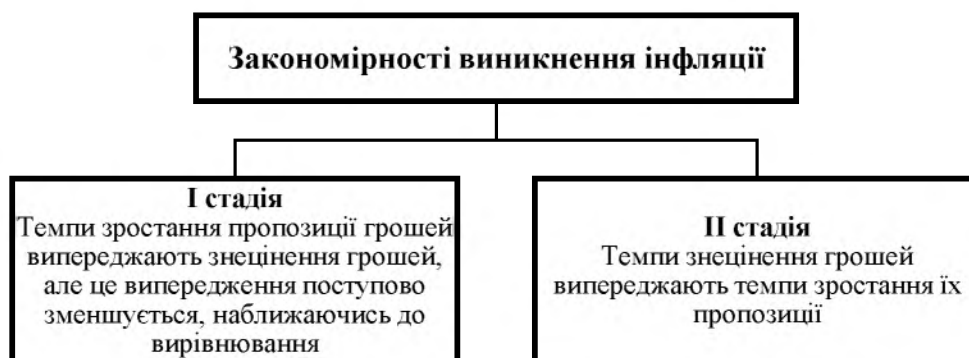 Закономірності виникнення інфляції
І стадія
Темпи зростання пропозиції грошей
випереджають знецінення грошей,
але це випередження поступово
зменшується, наближаючись до
вирівнювання
ІІ стадія
Темпи знецінення грошей
випереджають темпи зростання їх
пропозиції